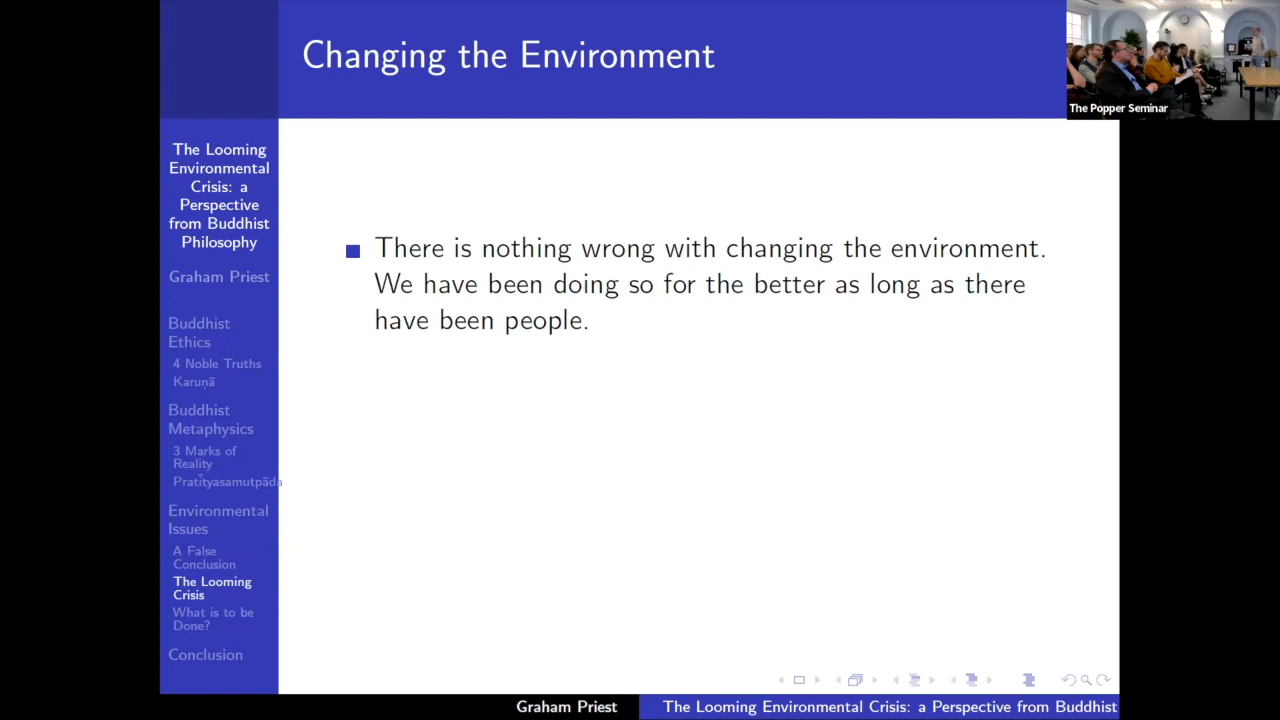 Changing the Environment
The Popper Seminar
The Looming
Environmental
Crisis: a
Perspective
from Buddhist
Philosophy
Graham Priest
Buddhist
Ethics
4 Noble Truths
Karuṇā
Buddhist
Metaphysics
3 Marks of
Reality
Pratītyasamutpāda
Environmental
Issues
A False
Conclusion
The Looming
Crisis
What is to be
Done?
Conclusion
There is nothing wrong with changing the environment.
We have been doing so for the better as long as there
have been people.
Graham Priest
The Looming Environmental Crisis: a Perspective from Buddhist